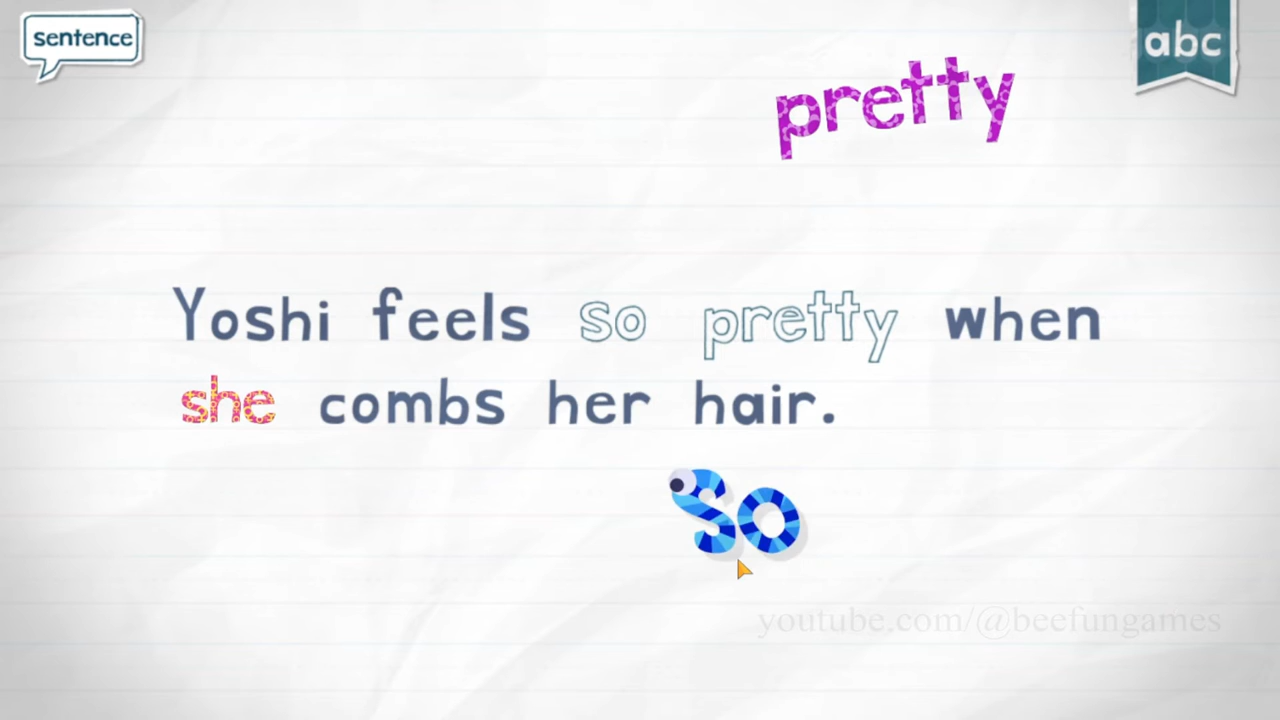 sentence
abc
pretty
Yoshi feels so pretty when
she combs her hair.
so
youtube.com/@beefungames